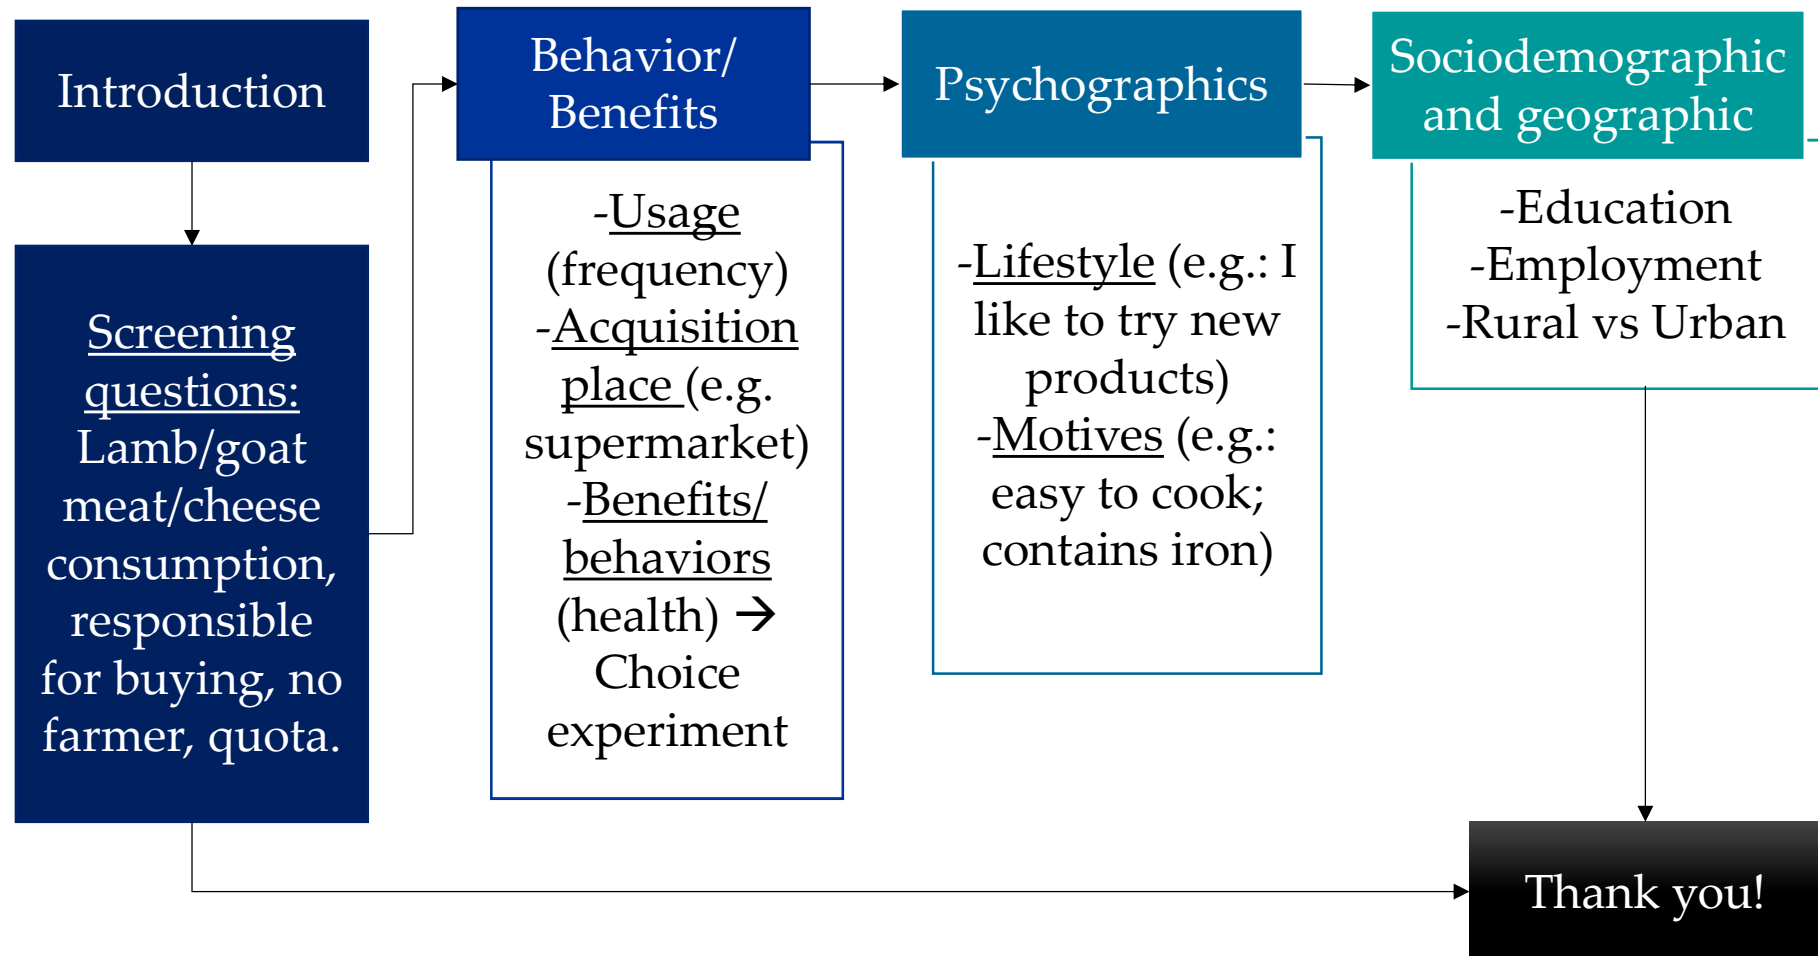 Introduction
Screening
questions:
Lamb/goat
meat/cheese
consumption,
responsible
for buying, no
farmer, quota.
Behavior/
Benefits
-Usage
(frequency)
-Acquisition
place (e.g.
supermarket)
-Benefits/
behaviors
(health) →
Choice
experiment
Psychographics
-Lifestyle (e.g.: I
like to try new
products)
-Motives (e.g.:
easy to cook;
contains iron)
Sociodemographic
and geographic
-Education
-Employment
-Rural vs Urban
Thank you!